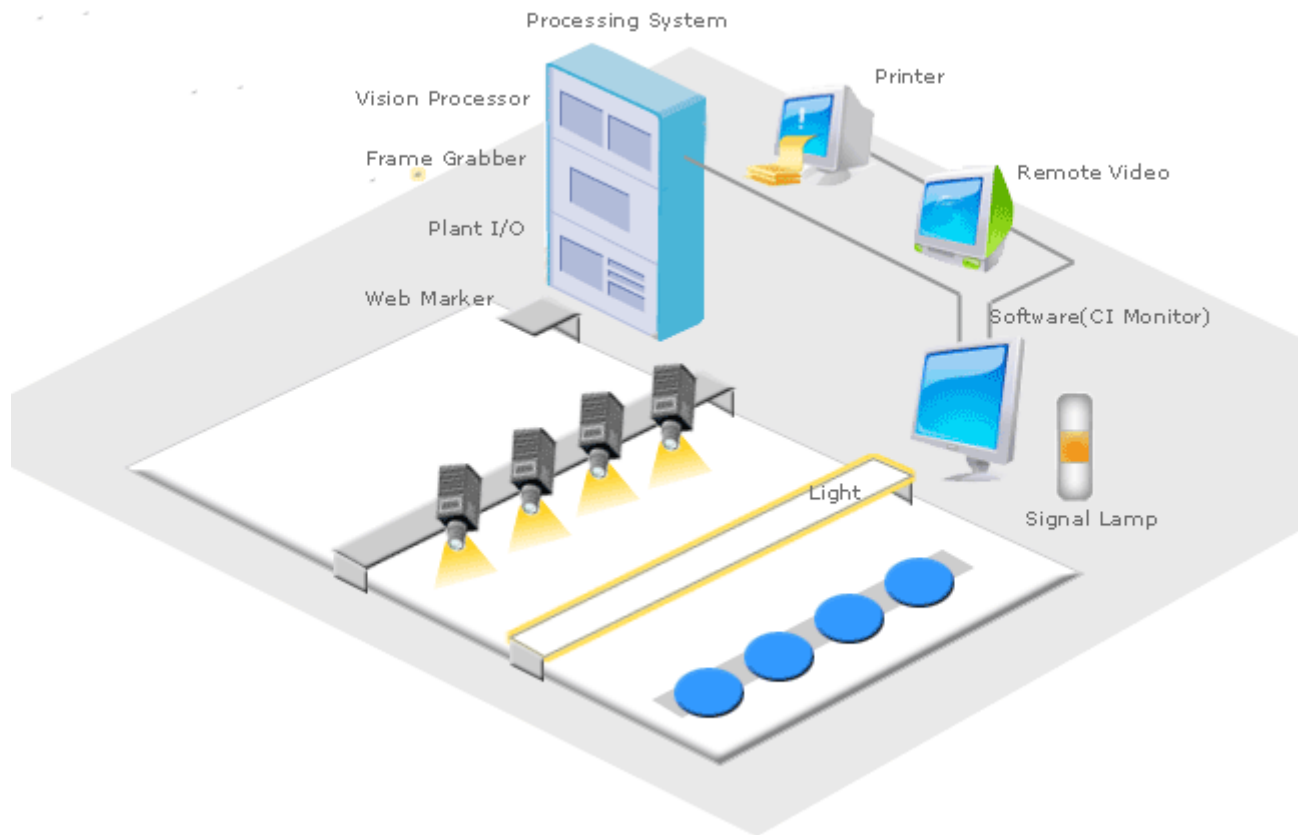 Processing System
Printer
Vision Processor
Frame Grabber
Remote Video
Plant I/O
Web Marker
Software(CI Monitor)
Light
Signal Lamp